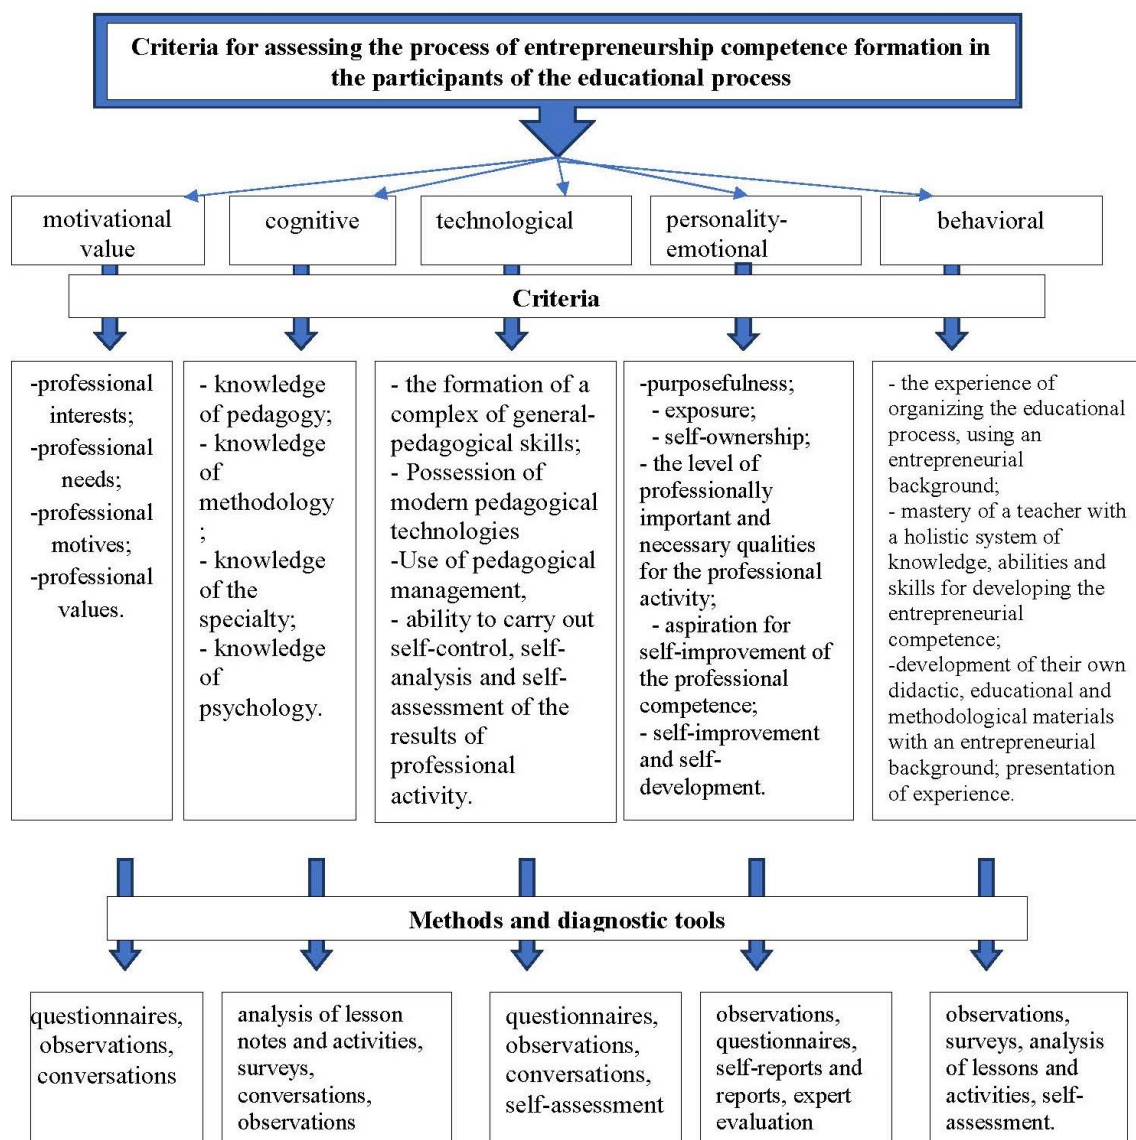 Criteria for assessing the process of entrepreneurship competence formation in
the participants of the educational process
motivational
value
cognitive
technological
personality-
emotional
behavioral
Criteria
-professional
interests;
-professional
needs;
-professional
motives;
-professional
values.
- knowledge
of pedagogy;
- knowledge
of
methodology
;
- knowledge
of the
specialty;
- knowledge
of
psychology.
- the formation of a
complex of general-
pedagogical skills;
- Possession of
modern pedagogical
technologies
-Use of pedagogical
management,
- ability to carry out
self-control, self-
analysis and self-
assessment of the
results of
professional
activity.
-purposefulness;
- exposure;
- self-ownership;
- the level of
professionally
important and
necessary qualities
for the professional
activity;
- aspiration for
self-improvement of
the professional
competence;
- self-improvement
and self-
development.
- the experience of
organizing the educational
process, using an
entrepreneurial
background;
- mastery of a teacher with
a holistic system of
knowledge, abilities and
skills for developing the
entrepreneurial
competence;
-development of their own
didactic, educational and
methodological materials
with an entrepreneurial
background; presentation
of experience.
Methods and diagnostic tools
questionnaires,
observations,
conversations
analysis of lesson
notes and activities,
surveys,
conversations,
observations
questionnaires,
observations,
conversations,
self-assessment
observations,
questionnaires,
self-reports and
reports, expert
evaluation
observations,
surveys, analysis
of lessons and
activities, self-
assessment.